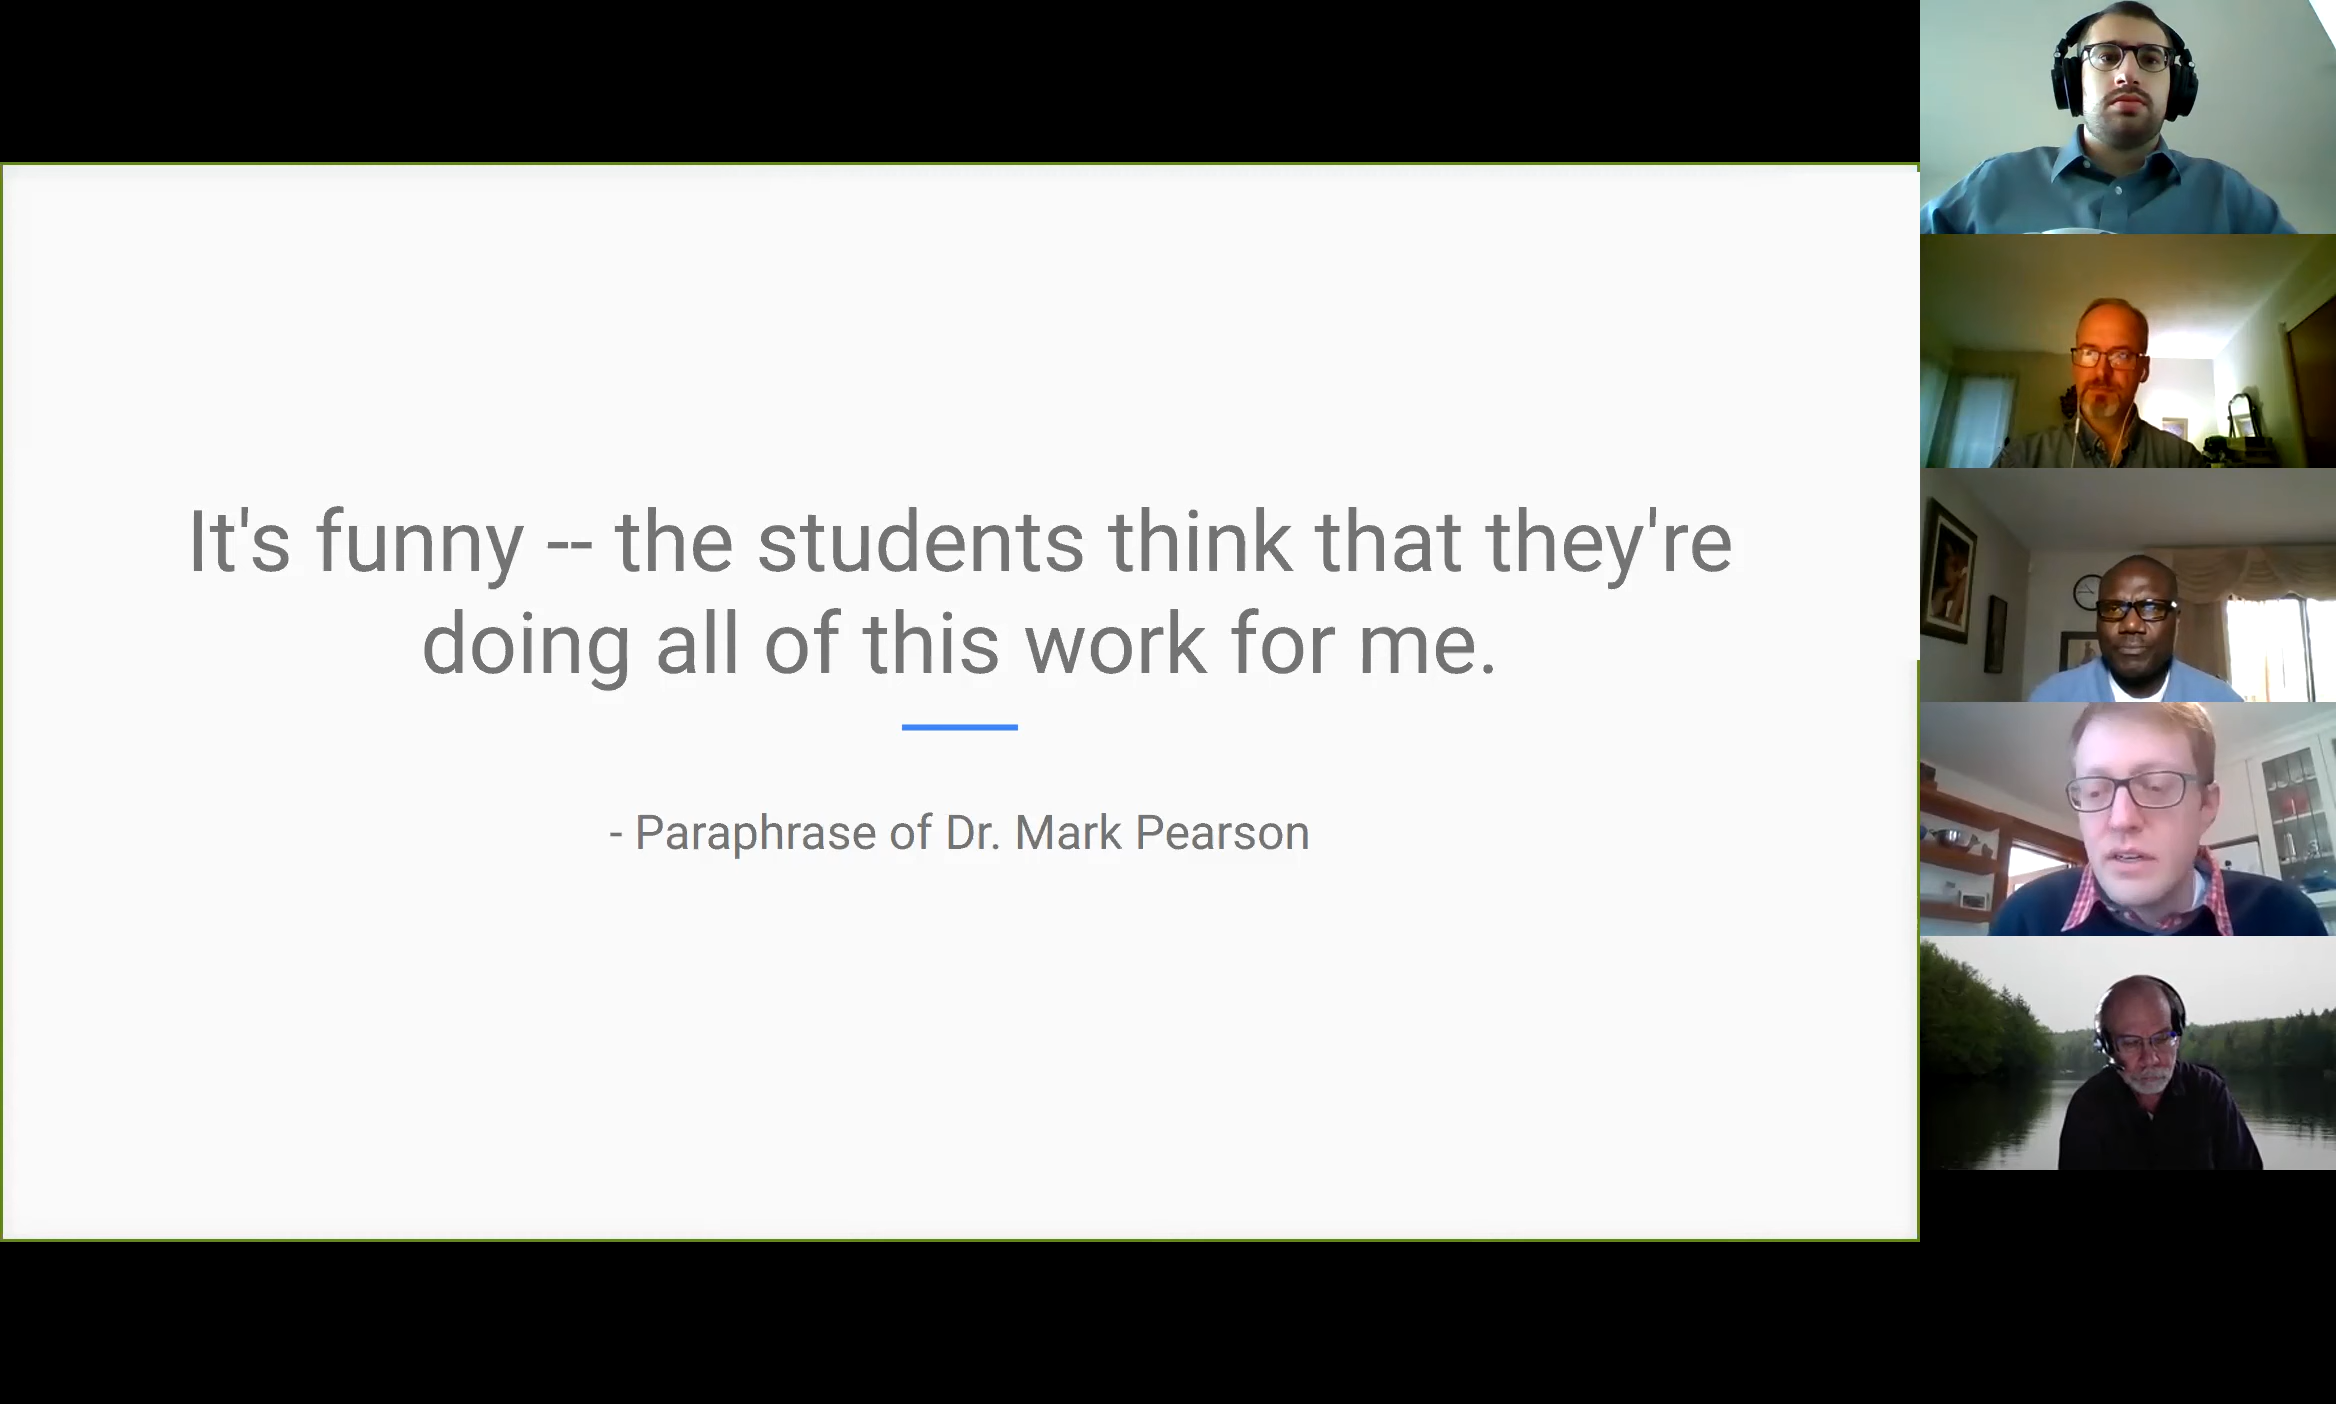 It's funny -- the students think that they're
doing all of this work for me.
- Paraphrase of Dr. Mark Pearson